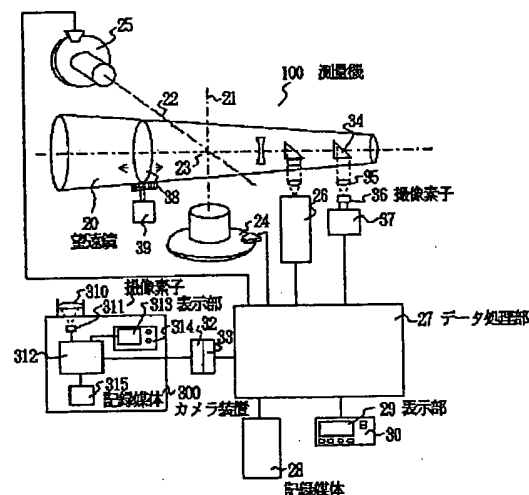 25
22
21
100 測量機
34
23
38
35
36 撮像素子
37
20
望遠鏡
39
24
26
310
撮像素子
311
313 表示部
314
32
33
27 データ処理部
312
315
記録媒体
300
カメラ装置
29 表示部
30
28
記録媒体